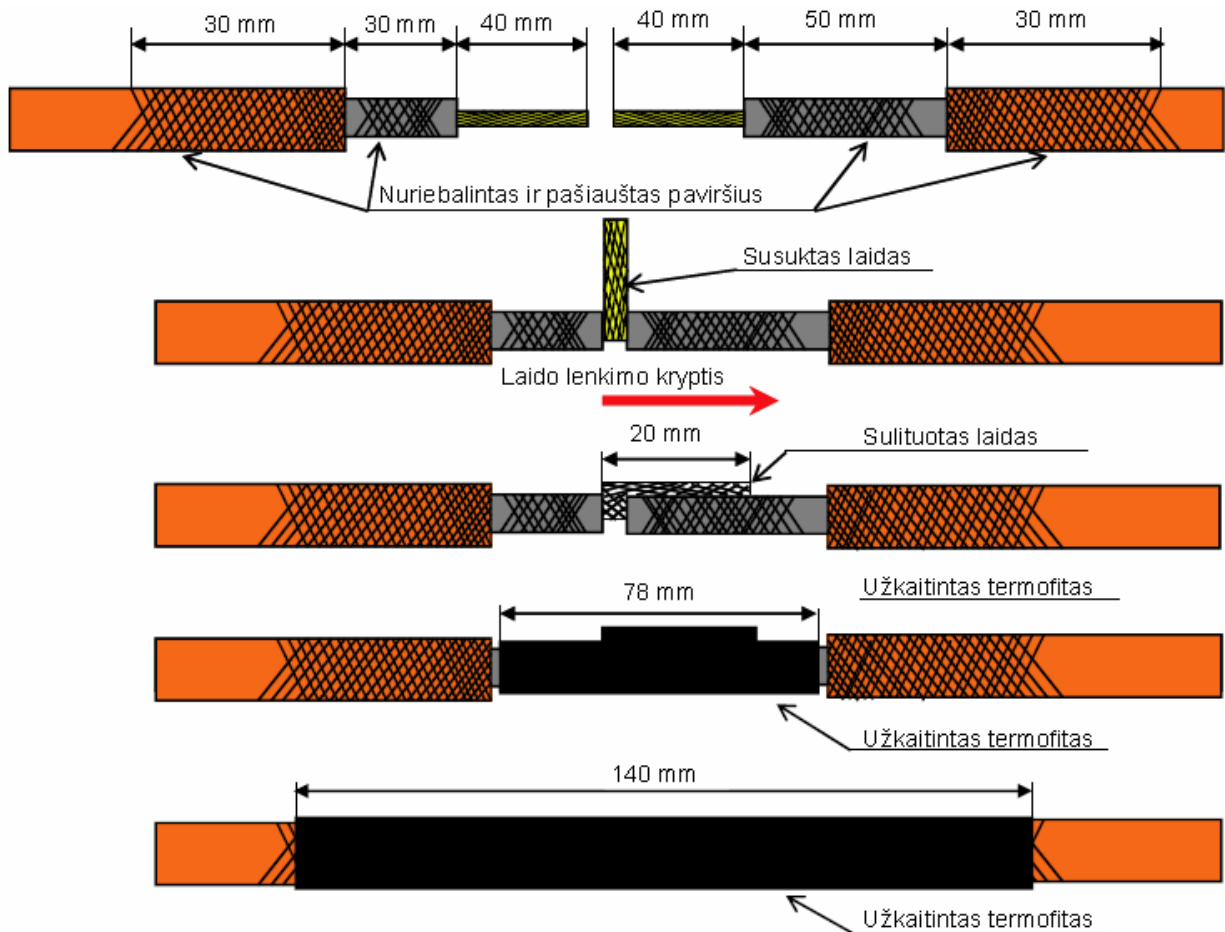 30 mm 30 mm 40 mm 40 mm 50 mm 30 mm
Nuriebalintas ir pašiauštas paviršius
Susuktas laidas
Laido lenkimo kryptis
20 mm
Sulituotas laidas
Užkaitintas termofitas
78 mm
Užkaitintas termofitas
140 mm
Užkaitintas termofitas